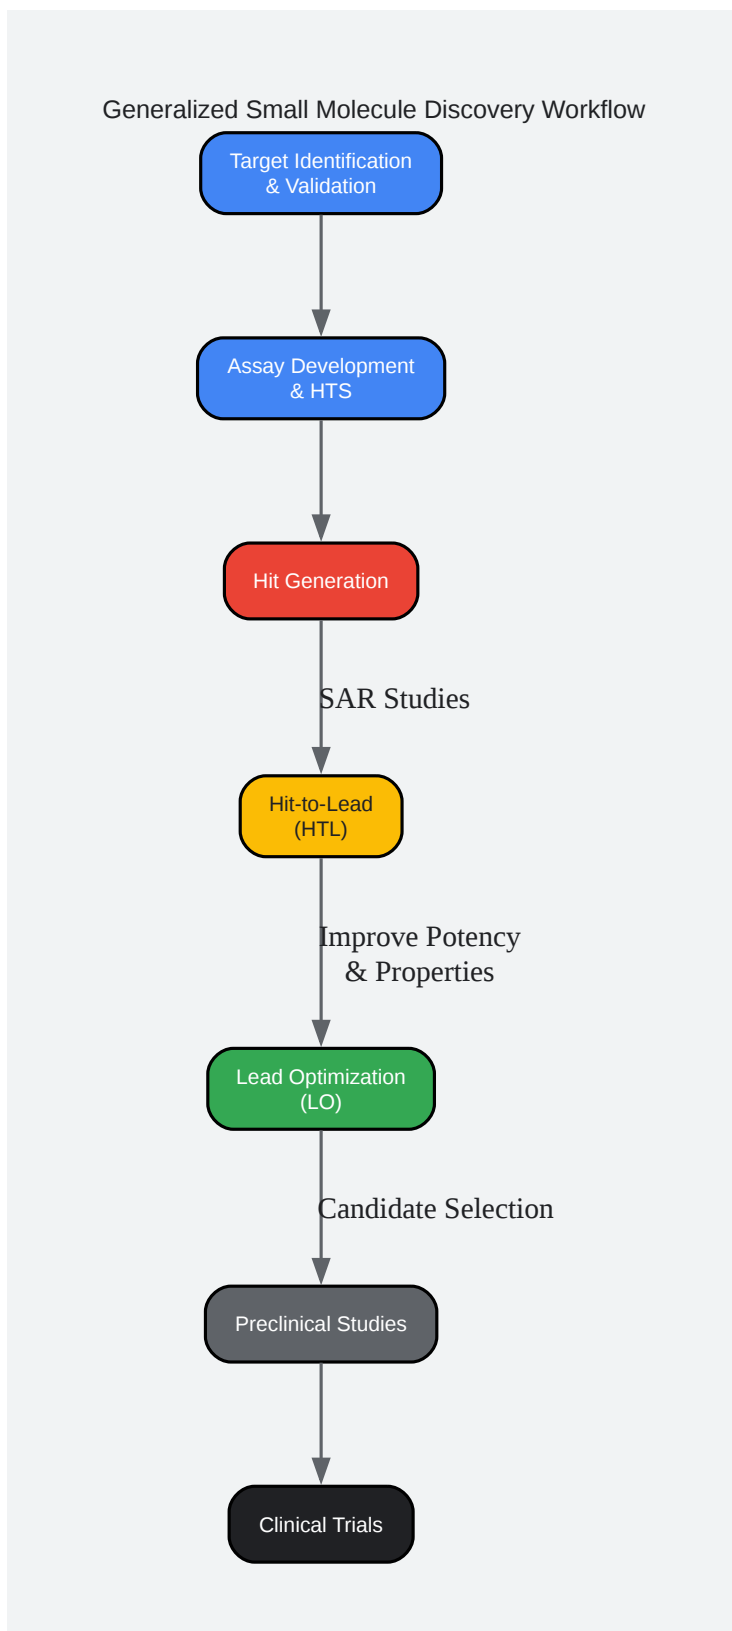 Generalized Small Molecule Discovery Workflow
Target Identification
& Validation
Assay Development
& HTS
Hit Generation
SAR Studies
Hit-to-Lead
(HTL)
Improve Potency
& Properties
Lead Optimization
(LO)
Candidate Selection
Preclinical Studies
Clinical Trials